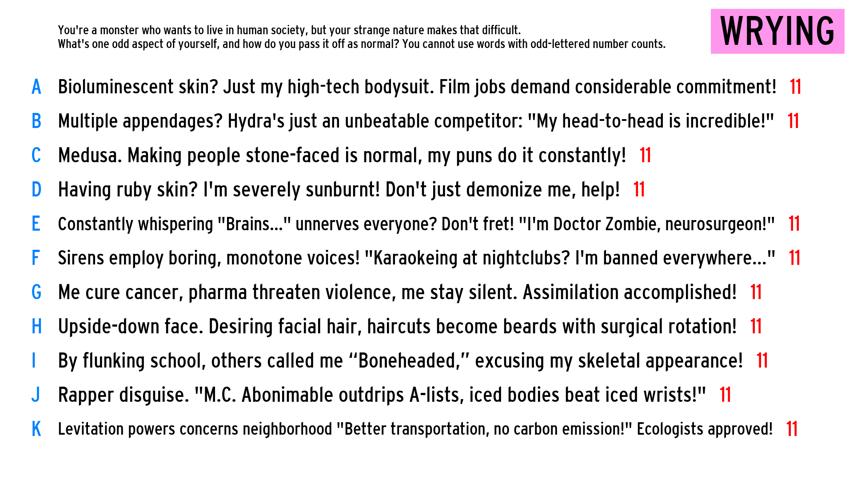 You're a monster who wants to live in human society, but your strange nature makes that difficult.
What's one odd aspect of yourself, and how do you pass it off as normal? You cannot use words with odd-lettered number counts.
WRYING
A Bioluminescent skin? Just my high-tech bodysuit. Film jobs demand considerable commitment! 11
B Multiple appendages? Hydra's just an unbeatable competitor: "My head-to-head is incredible!" 11
C Medusa. Making people stone-faced is normal, my puns do it constantly! 11
D Having ruby skin? I'm severely sunburnt! Don't just demonize me, help! 11
E Constantly whispering "Brains..." unnerves everyone? Don't fret! "I'm Doctor Zombie, neurosurgeon!" 11
F Sirens employ boring, monotone voices! "Karaokeing at nightclubs? I'm banned everywhere..." 11
G Me cure cancer, pharma threaten violence, me stay silent. Assimilation accomplished! 11
H Upside-down face. Desiring facial hair, haircuts become beards with surgical rotation! 11
I By flunking school, others called me “Boneheaded,” excusing my skeletal appearance! 11
J Rapper disguise. "M.C. Abonimable outdrips A-lists, iced bodies beat iced wrists!" 11
K Levitation powers concerns neighborhood "Better transportation, no carbon emission!" Ecologists approved! 11